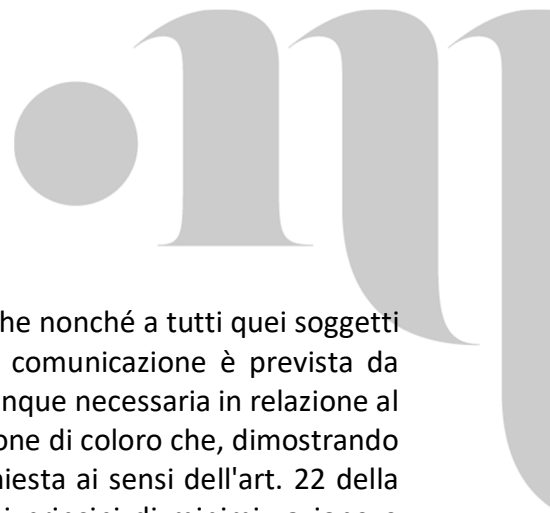 he nonché a tutti quei soggetti
comunicazione è prevista da
nque necessaria in relazione al
one di coloro che, dimostrando
iesta ai sensi dell'art. 22 della